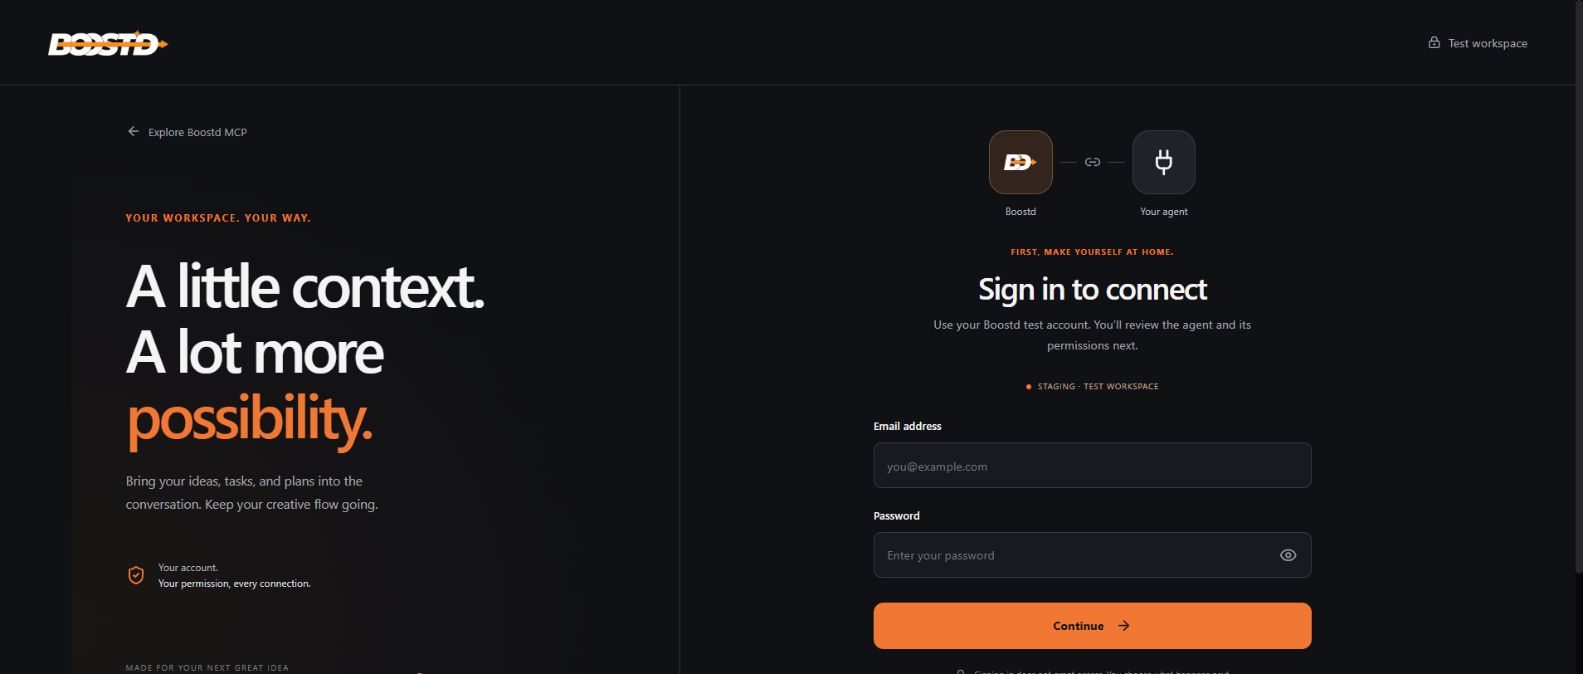 BOOSTD
Test workspace
Explore Boostd MCP
YOUR WORKSPACE. YOUR WAY.
A little context.
A lot more
possibility.
Bring your ideas, tasks, and plans into the
conversation. Keep your creative flow going.
Your account.
Your permission, every connection.
MADE FOR YOUR NEXT GREAT IDEA
BD
Boostd
Your agent
FIRST, MAKE YOURSELF AT HOME.
Sign in to connect
Use your Boostd test account. You'll review the agent and its
permissions next.
STAGING · TEST WORKSPACE
Email address
you@example.com
Password
Enter your password
Continue